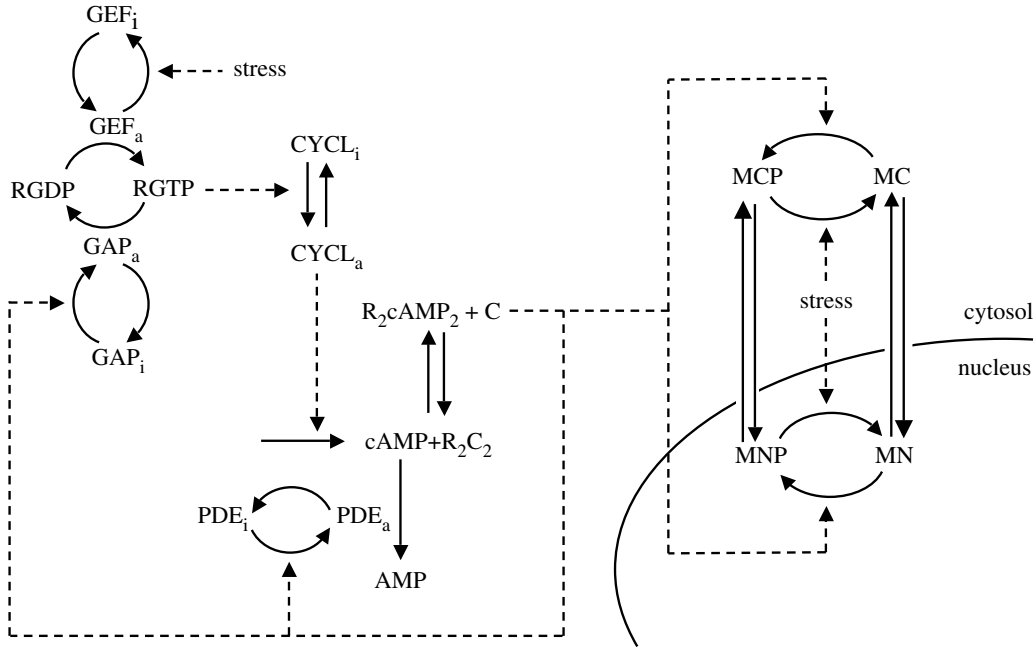 GEFi
stress
GEFa
CYCLi
RGDP
RGTP
MCP
MC
GAPa
CYCLa
stress
R2cAMP2 + C
cytosol
GAPi
nucleus
cAMP+R2C2
MNP
MN
PDEi
PDEa
AMP